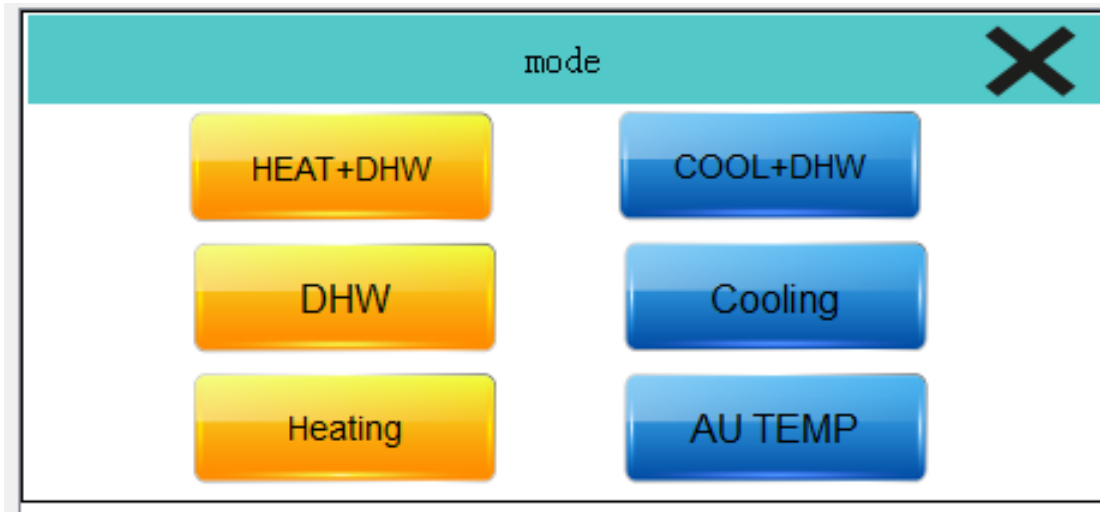 mode
HEAT+DHW
COOL+DHW
DHW
Cooling
Heating
AU TEMP